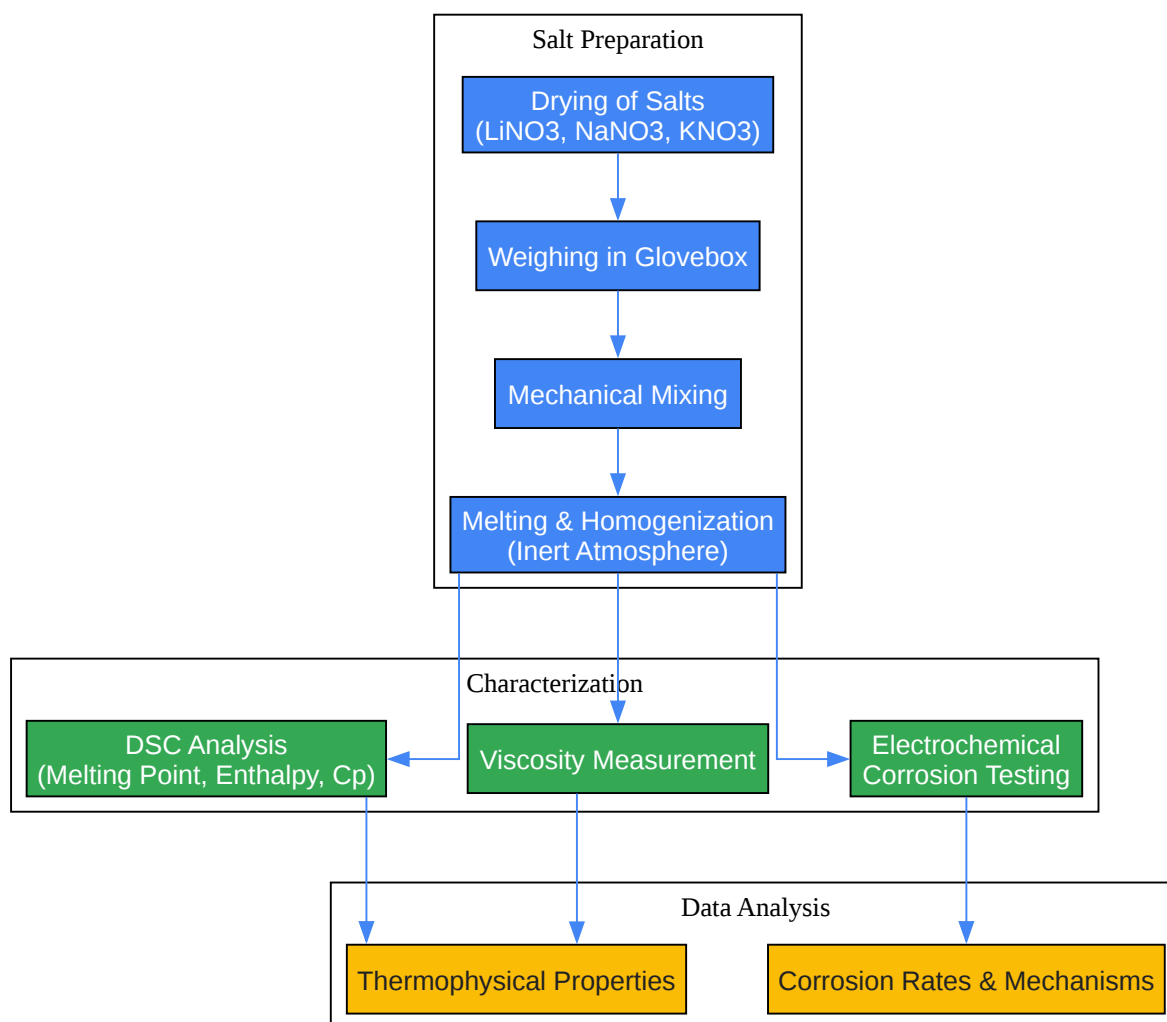 Salt Preparation
Drying of Salts
(LiNO3, NaNO3, KNO3)
Weighing in Glovebox
Mechanical Mixing
Melting & Homogenization
(Inert Atmosphere)
Characterization
DSC Analysis
(Melting Point, Enthalpy, Cp)
Viscosity Measurement
Electrochemical
Corrosion Testing
Data Analysis
Thermophysical Properties
Corrosion Rates & Mechanisms